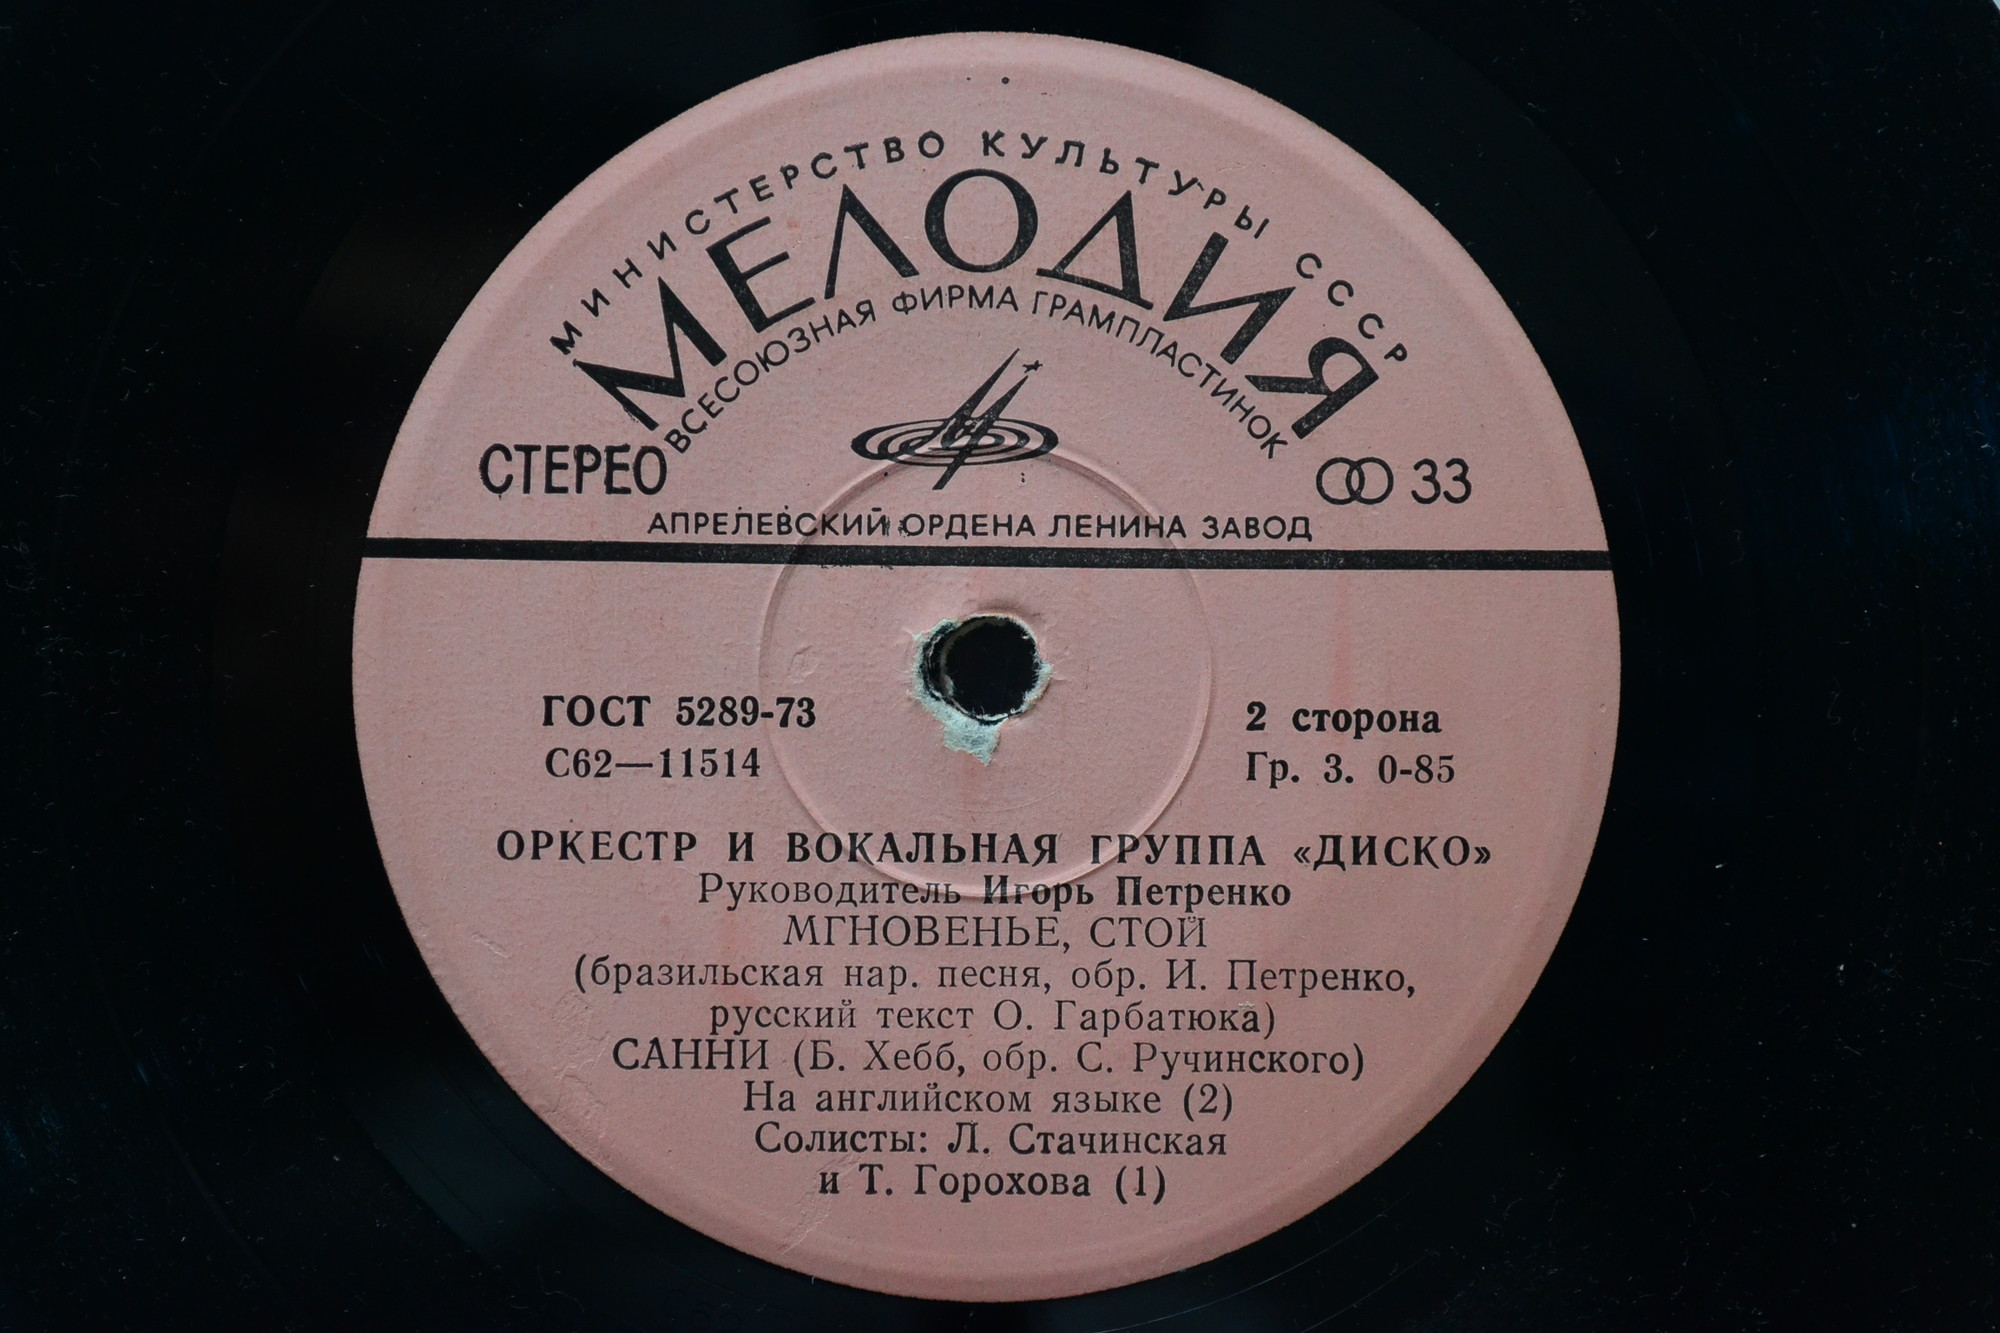 МИНИСТЕРСТВО КУЛЬТУРЫ СССР
МЕЛОДИЯ
ВСЕСОЮЗНАЯ ФИРМА ГРАМПЛАСТИНОК
СТЕРЕО
33
АПРЕЛЕВСКИЙ ОРДЕНА ЛЕНИНА ЗАВОД
ГОСТ 5289-73
2 сторона
С62—11514
Гр. 3. 0-85
ОРКЕСТР И ВОКАЛЬНАЯ ГРУППА «ДИСКО»
Руководитель Игорь Петренко
МГНОВЕНЬЕ, СТОЙ
(бразильская нар. песня, обр. И. Петренко,
русский текст О. Гарбатюка)
САННИ (Б. Хебб, обр. С. Ручинского)
На английском языке (2)
Солисты: Л. Стачинская
и Т. Горохова (1)